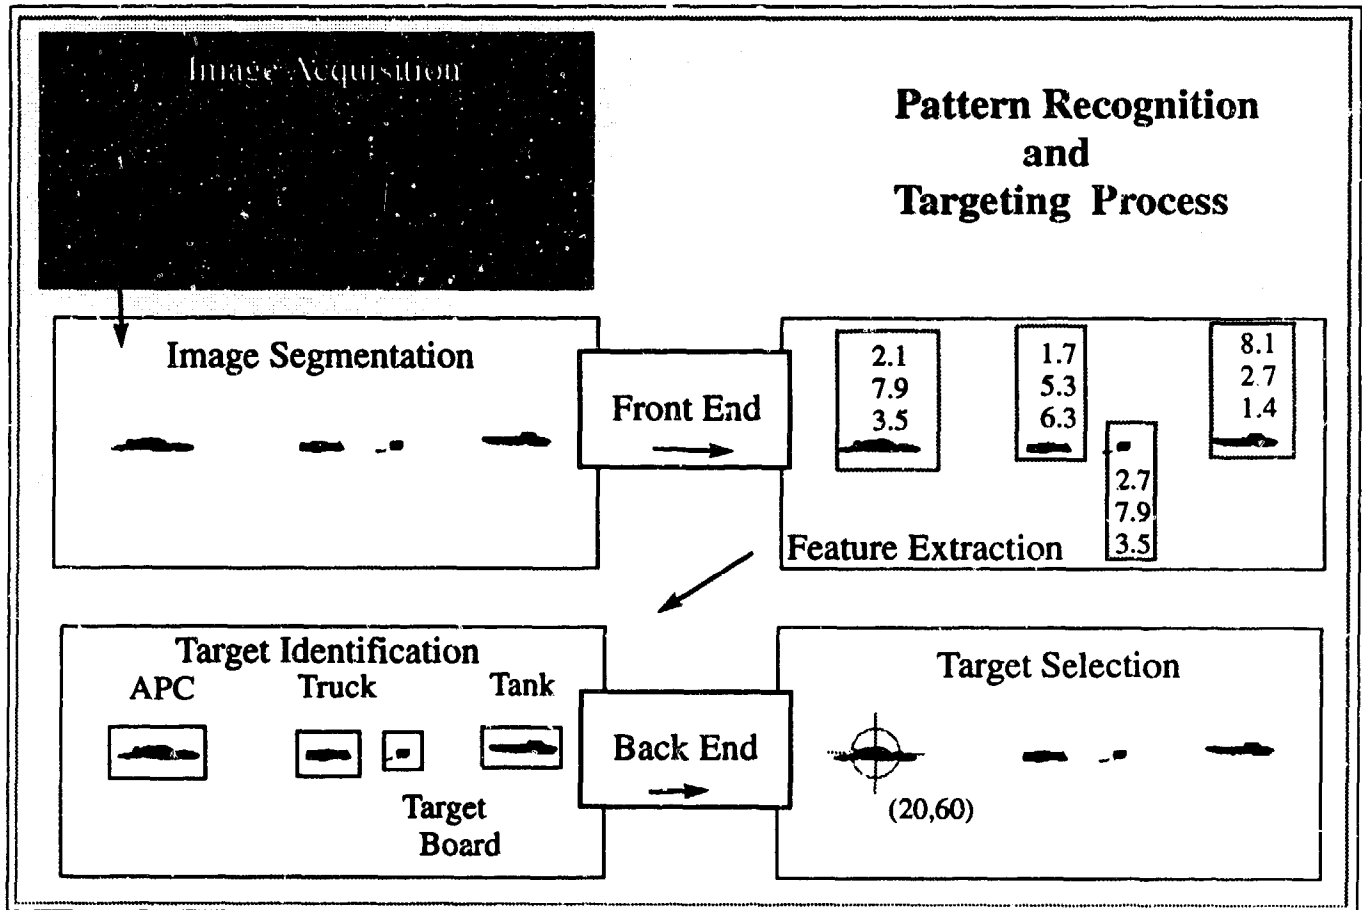 Image Acquisition
Pattern Recognition
and
Targeting Process
Image Segmentation
Front End
2.1
7.9
3.5
1.7
5.3
6.3
8.1
2.7
1.4
2.7
7.9
3.5
Feature Extraction
Target Identification
APC
Truck
Tank
Target
Board
Back End
Target Selection
(20,60)